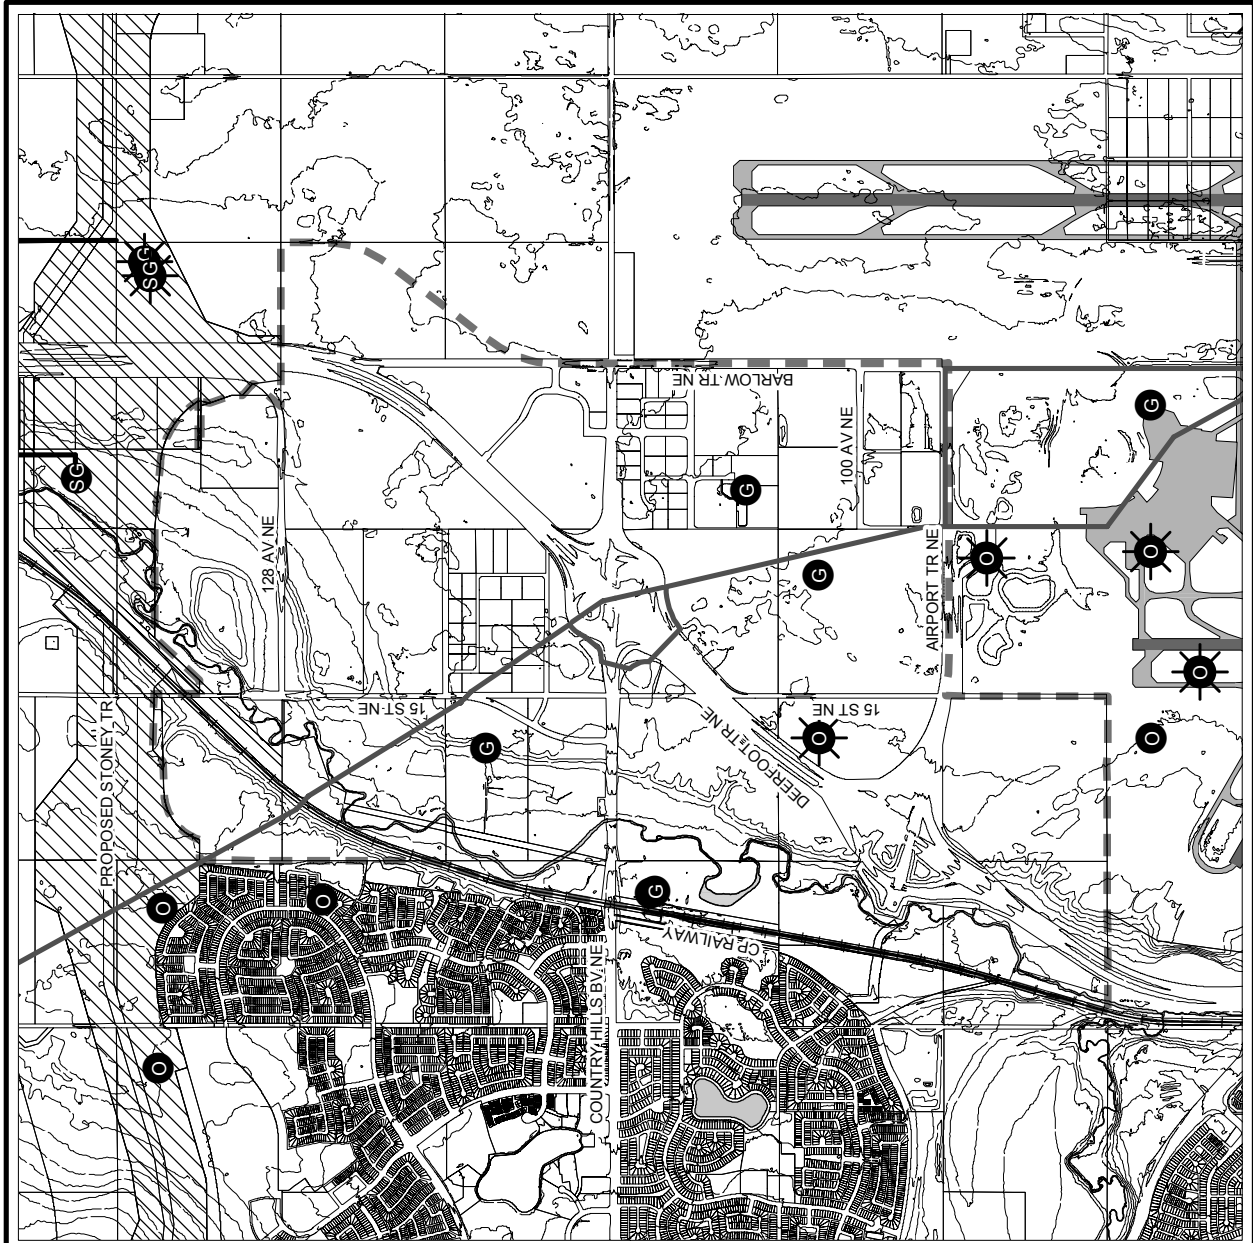 G
SG
SG
BARLOW TR NE
G
G
100 AV NE
128 AV NE
G
AIRPORT TR NE
O
O
O
PROPOSED STONEY TR
15 ST NE
15 ST NE
G
DEERFOOT TR NE
O
O
O
O
G
CP RAILWAY
COUNTRY HILLS BV NE
O